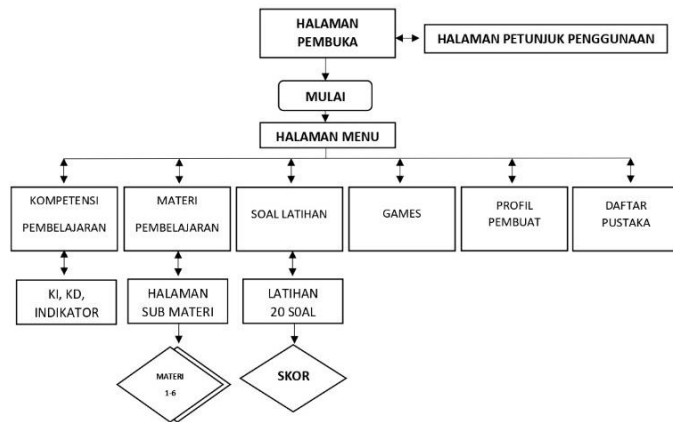 HALAMAN
PEMBUKA
HALAMAN PETUNJUK PENGGUNAAN
MULAI
HALAMAN MENU
KOMPETENSI
PEMBELAJARAN
MATERI
PEMBELAJARAN
SOAL LATIHAN
GAMES
PROFIL
PEMBUAT
DAFTAR
PUSTAKA
KI, KD,
INDIKATOR
HALAMAN
SUB MATERI
LATIHAN
20 SOAL
MATERI
1-6
SKOR